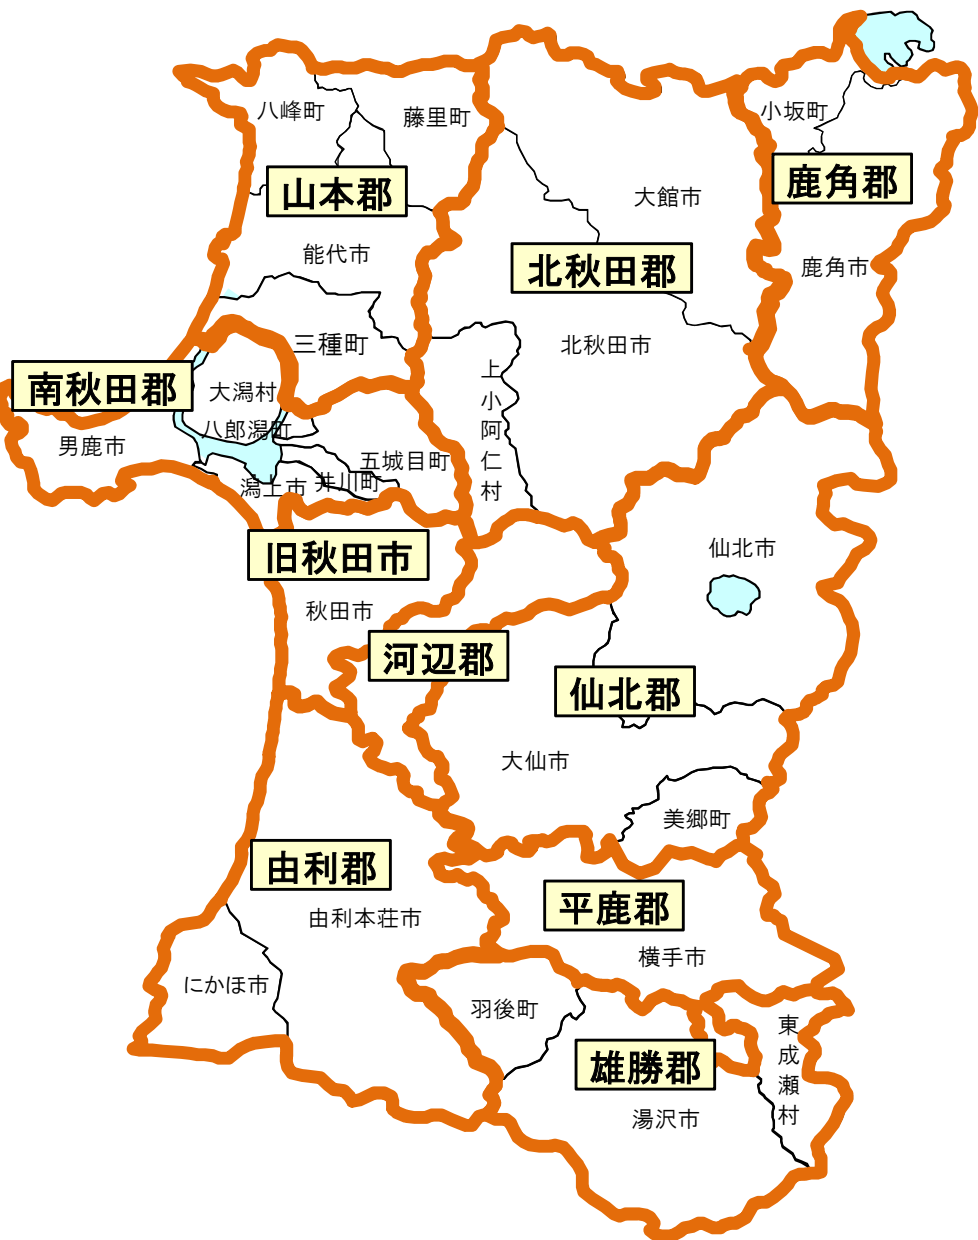 八峰町
藤里町
小坂町
鹿角郡
山本郡
大館市
能代市
北秋田郡
鹿角市
三種町
北秋田市
南秋田郡
大潟村
上小阿仁村
八郎潟町
男鹿市
五城目町
潟上市
井川町
旧秋田市
仙北市
秋田市
河辺郡
仙北郡
大仙市
美郷町
由利郡
平鹿郡
由利本荘市
横手市
にかほ市
羽後町
東成瀬村
雄勝郡
湯沢市